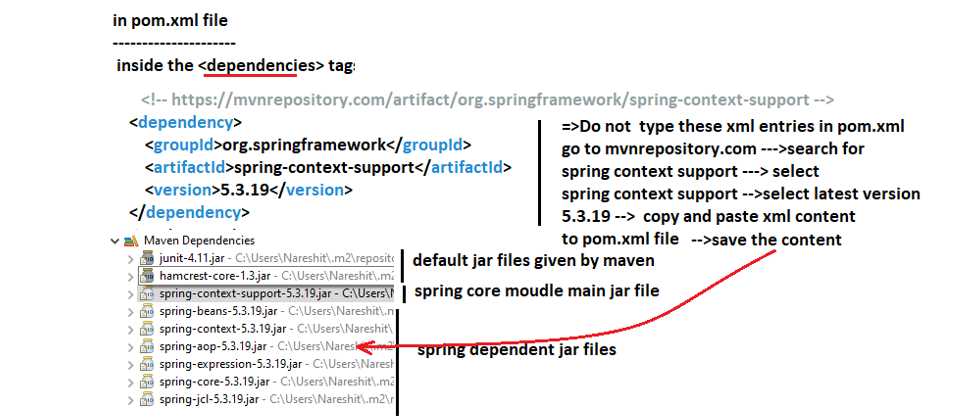 in pom.xml file
---------------------
inside the <dependencies> tag:
<!-- https://mvnrepository.com/artifact/org.springframework/spring-context-support -->
<dependency>
<groupId>org.springframework</groupId>
<artifactId>spring-context-support</artifactId>
<version>5.3.19</version>
</dependency>
=>Do not type these xml entries in pom.xml
go to mvnrepository.com --->search for
spring context support ---> select
spring context support -->select latest version
5.3.19 --> copy and paste xml content
to pom.xml file -->save the content
Maven Dependencies
junit-4.11.jar - C:\Users\Nareshit\.m2\reposito
hamcrest-core-1.3.jar - C:\Users\Nareshit\.m2
spring-context-support-5.3.19.jar - C:\Users\N
spring-beans-5.3.19.jar - C:\Users\Nareshit\.
spring-context-5.3.19.jar - C:\Users\Nareshit\
spring-aop-5.3.19.jar - C:\Users\Nareshit\.m2
spring-expression-5.3.19.jar - C:\Users\Naresh
spring-core-5.3.19.jar - C:\Users\Nareshit\.m2
spring-jcl-5.3.19.jar - C:\Users\Nareshit\.m2\r
default jar files given by maven
spring core moudle main jar file
spring dependent jar files